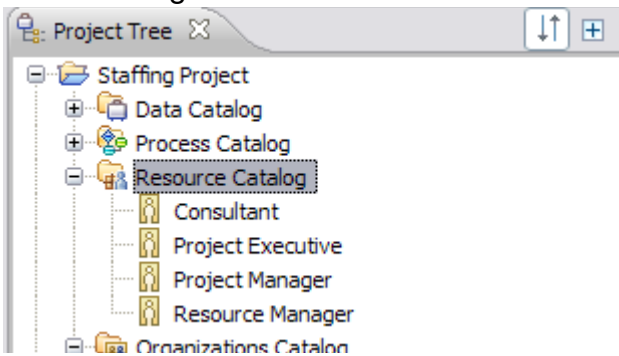 Project Tree
Staffing Project
Data Catalog
Process Catalog
Resource Catalog
Consultant
Project Executive
Project Manager
Resource Manager
Organizations Catalog